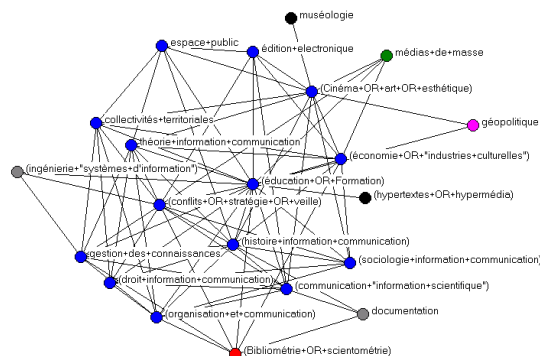 muséologie
espace+public
édition+electronique
médias+de+masse
(Cinéma+OR+art+OR+esthétique)
collectivités+territoriales
géopolitique
théorie+information+communication
(économie+OR+"industries+culturelles")
(ingénierie+"systèmes+d'information")
(éducation+OR+Formation)
(hypertextes+OR+hypermédia)
(conflits+OR+stratégie+OR+veille)
(histoire+information+communication)
gestion+des+connaissances
(sociologie+information+communication)
(droit+information+communication)
(communication+"information+scientifique")
(organisation+et+communication)
documentation
(Bibliométrie+OR+scientométrie)